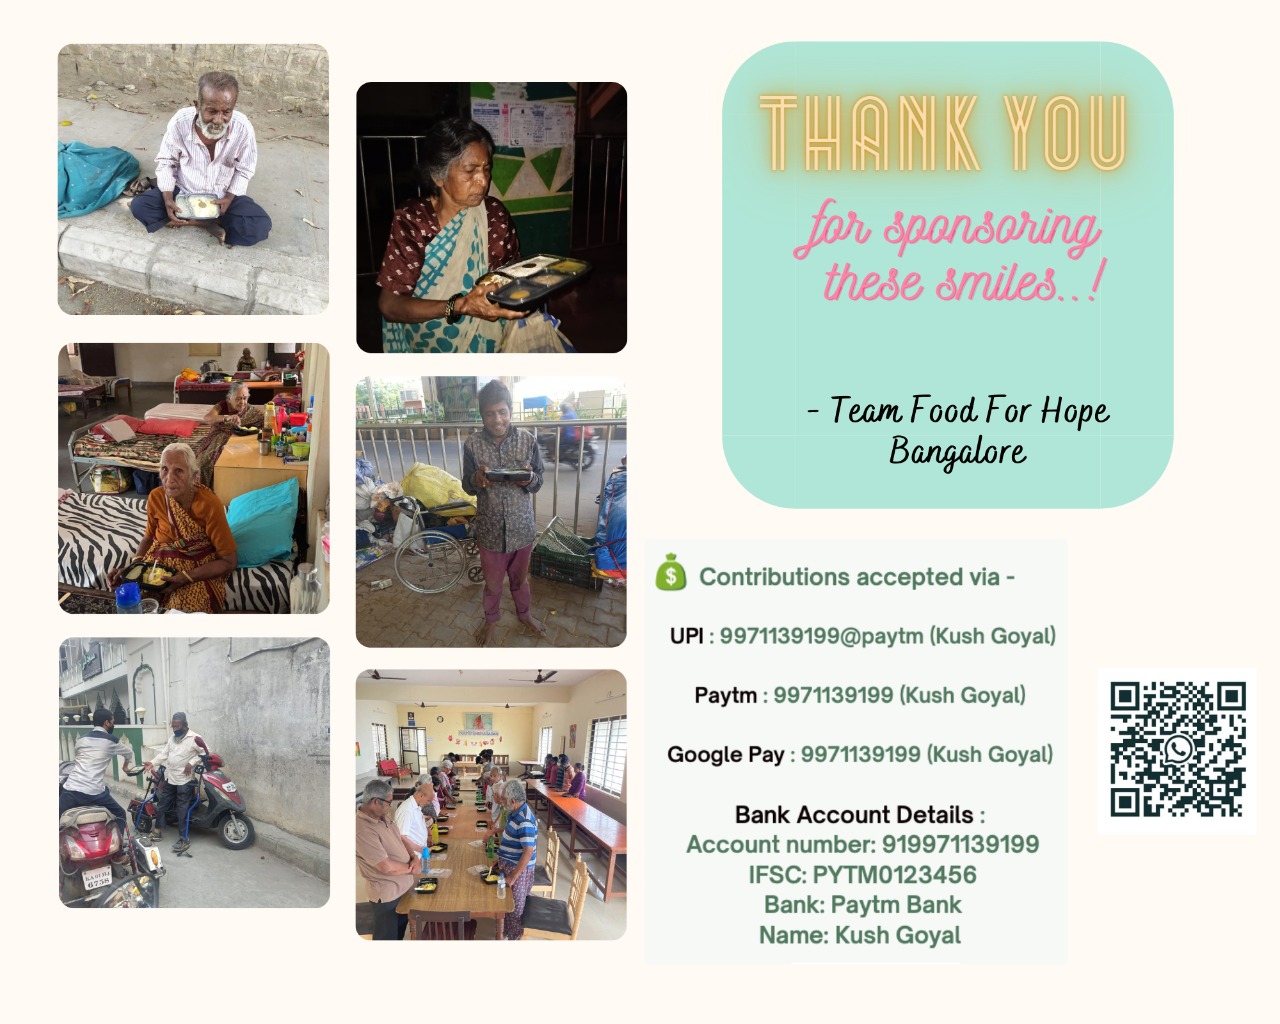 THANK YOU
for sponsoring
these smiles..!
- Team Food For Hope
Bangalore
Contributions accepted via -
UPI : 9971139199@paytm (Kush Goyal)
Paytm : 9971139199 (Kush Goyal)
Google Pay : 9971139199 (Kush Goyal)
Bank Account Details :
Account number: 919971139199
IFSC: PYTM0123456
Bank: Paytm Bank
Name: Kush Goyal
6758